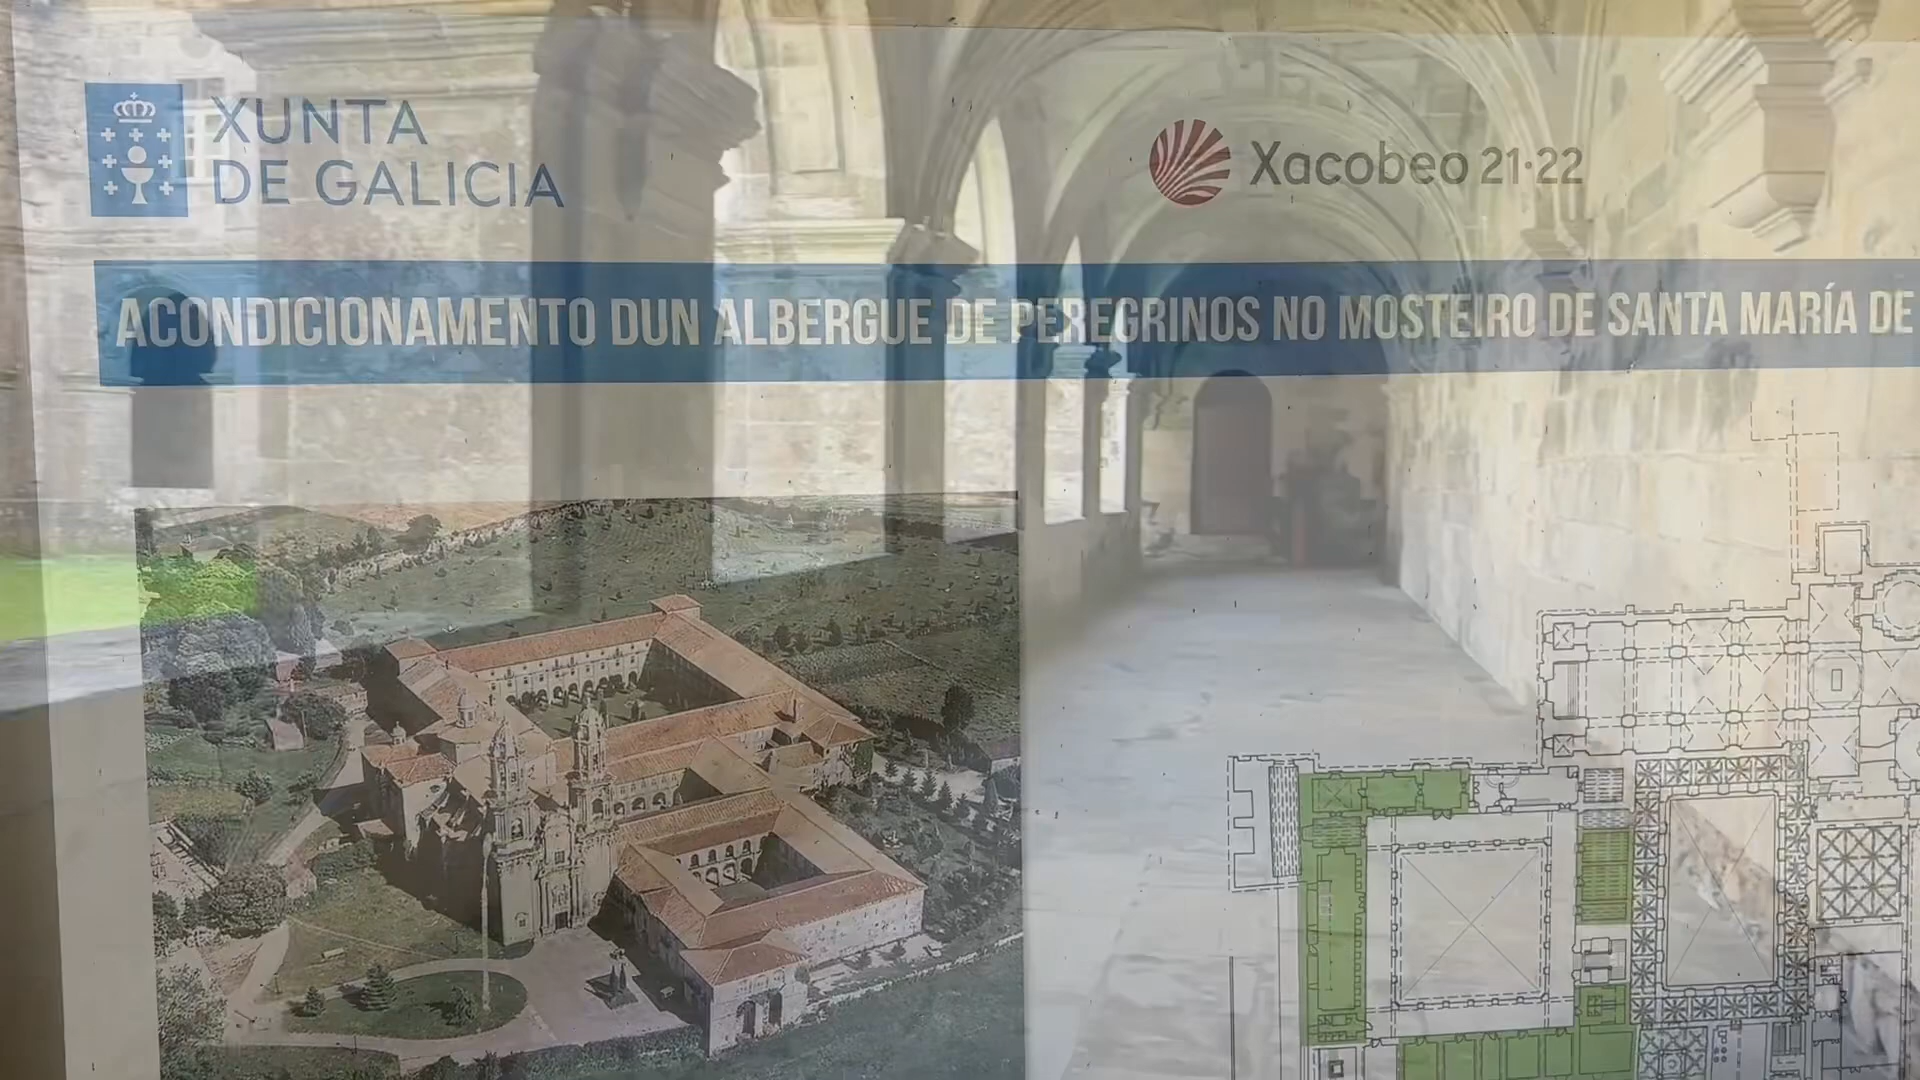 XUNTA
DE GALICIA
Xacobeo 21·22
ACONDICIONAMENTO DUN ALBERGUE DE PEREGRINOS NO MOSTEIRO DE SANTA MARÍA DE